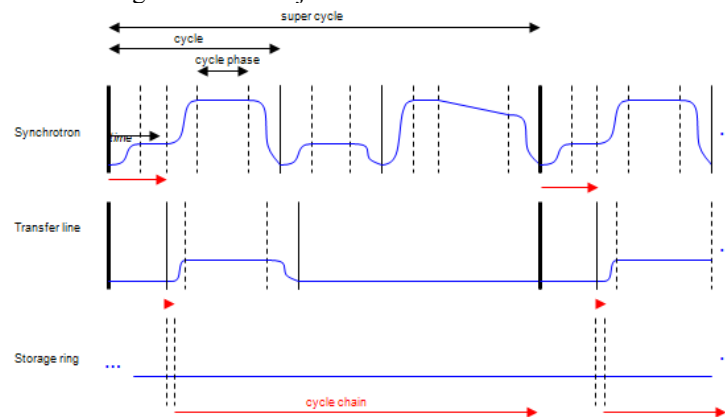 super cycle
cycle
cycle phase
Synchrotron
time
Transfer line
Storage ring
...
cycle chain